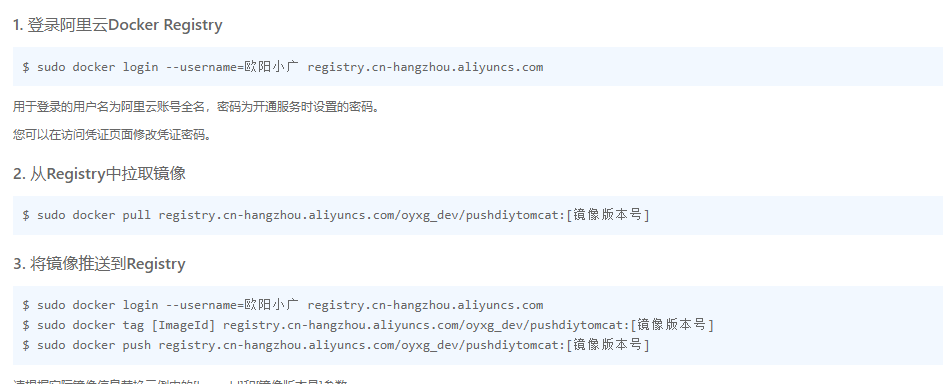 1. 登录阿里云Docker Registry
$ sudo docker login --username=欧阳小广 registry.cn-hangzhou.aliyuncs.com
用于登录的用户名为阿里云账号全名，密码为开通服务时设置的密码。
您可以在访问凭证页面修改凭证密码。
2. 从Registry中拉取镜像
$ sudo docker pull registry.cn-hangzhou.aliyuncs.com/oyxg_dev/pushdiytomcat:[镜像版本号]
3. 将镜像推送到Registry
$ sudo docker login --username=欧阳小广 registry.cn-hangzhou.aliyuncs.com
$ sudo docker tag [ImageId] registry.cn-hangzhou.aliyuncs.com/oyxg_dev/pushdiytomcat:[镜像版本号]
$ sudo docker push registry.cn-hangzhou.aliyuncs.com/oyxg_dev/pushdiytomcat:[镜像版本号]